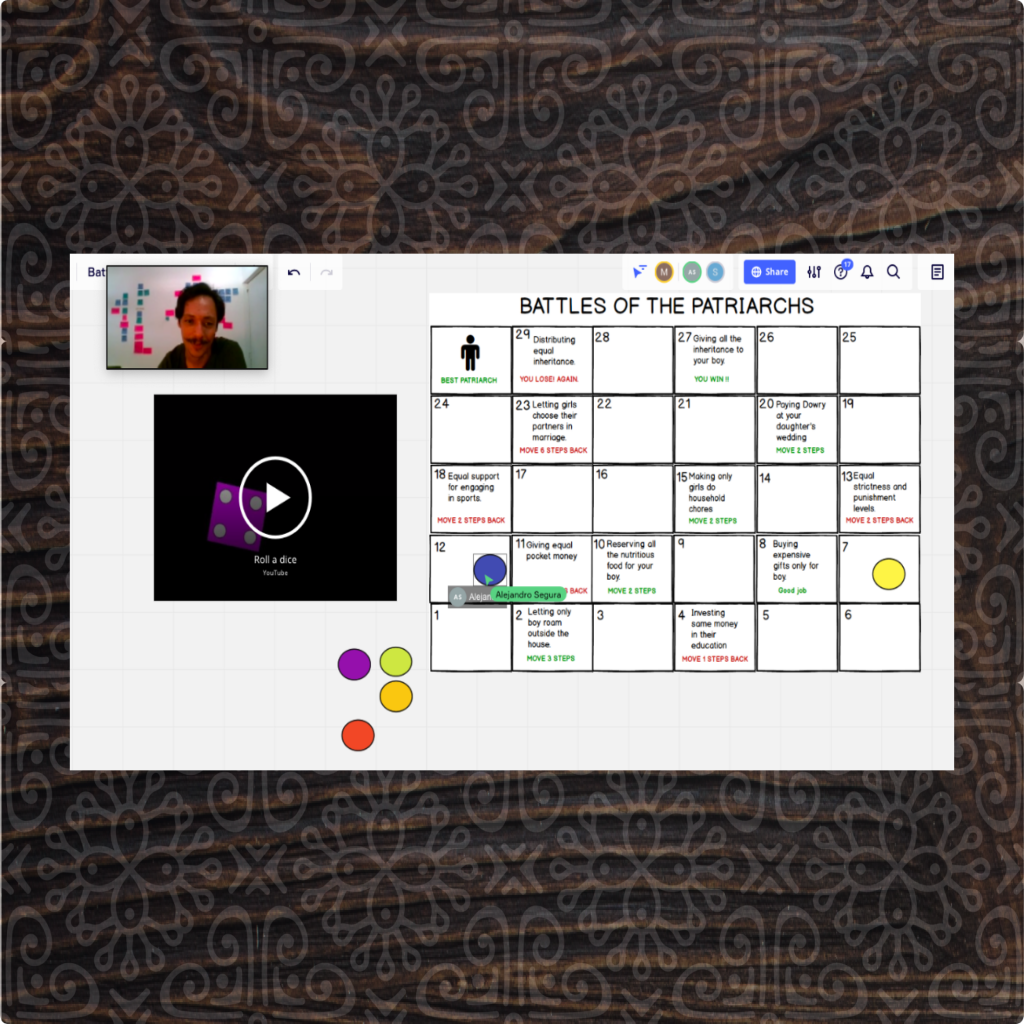 Bat
M
AS
S
Share
17
BATTLES OF THE PATRIARCHS
BEST PATRIARCH
29 Distributing
equal
inheritance.
YOU LOSE! AGAIN.
28
27 Giving all the
inheritance to
your boy.
YOU WIN !!
26
25
24
23 Letting girls
choose their
partners in
marriage.
MOVE 6 STEPS BACK
22
21
20 Paying Dowry
at your
daughter's
wedding
MOVE 2 STEPS
19
18 Equal support
for engaging
in sports.
MOVE 2 STEPS BACK
17
16
15 Making only
girls do
household
chores
MOVE 2 STEPS
14
13 Equal
strictness and
punishment
levels.
MOVE 2 STEPS BACK
12
11 Giving equal
pocket money
BACK
10 Reserving all
the nutritious
food for your
boy.
MOVE 2 STEPS
9
8 Buying
expensive
gifts only for
boy.
Good job
7
AS Alejan
Alejandro Segura
1
2 Letting only
boy roam
outside the
house.
MOVE 3 STEPS
3
4 Investing
same money
in their
education
MOVE 1 STEPS BACK
5
6
Roll a dice
YouTube